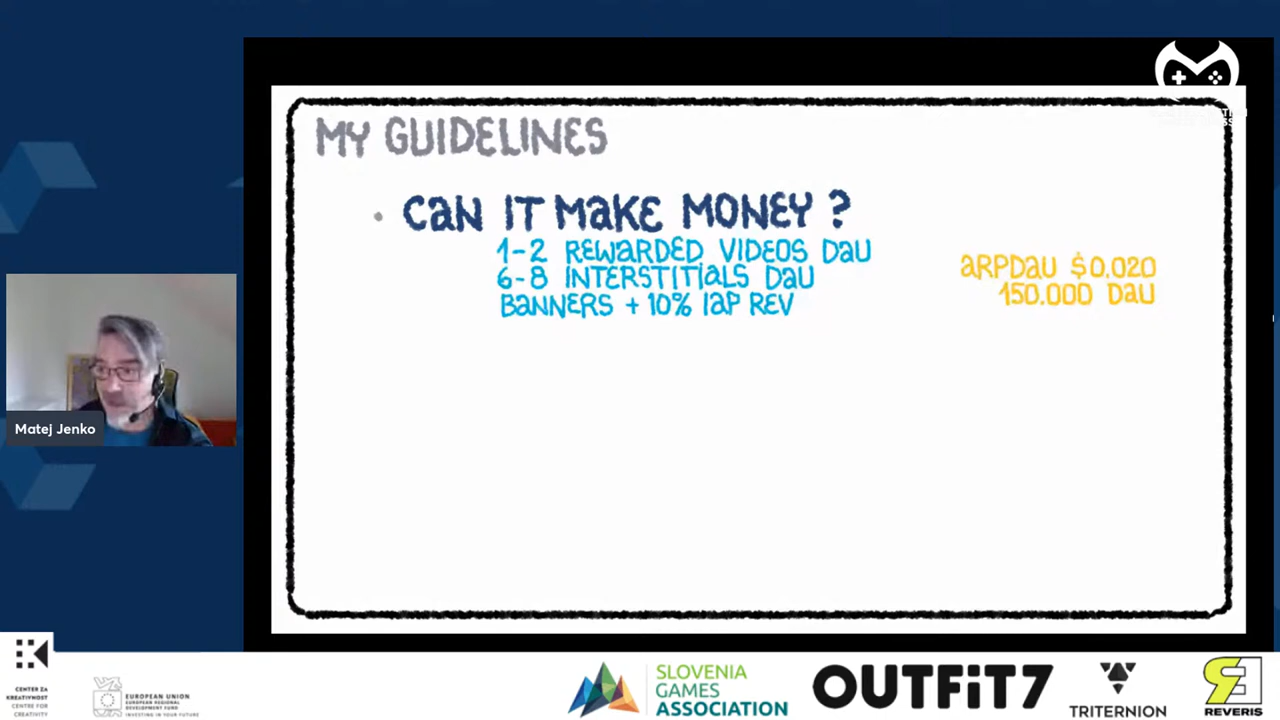 MY GUIDELINES
• CaN IT MaKE MONEY ?
1-2 REWaRDED VIDEOS DaU
6-8 INTERSTITIaLS DaU
BaNNERS + 10% IaP REV
aRPDaU $0.020
150.000 DaU
Matej Jenko
CENTER ZA
KREATIVNOST
CENTRE FOR
CREATIVITY
EUROPEAN UNION
EUROPEAN REGIONAL
DEVELOPMENT FUND
INVESTING IN YOUR FUTURE
SLOVENIA
GAMES
ASSOCIATION
OUTFiT7
TRITERNION
REVERIS